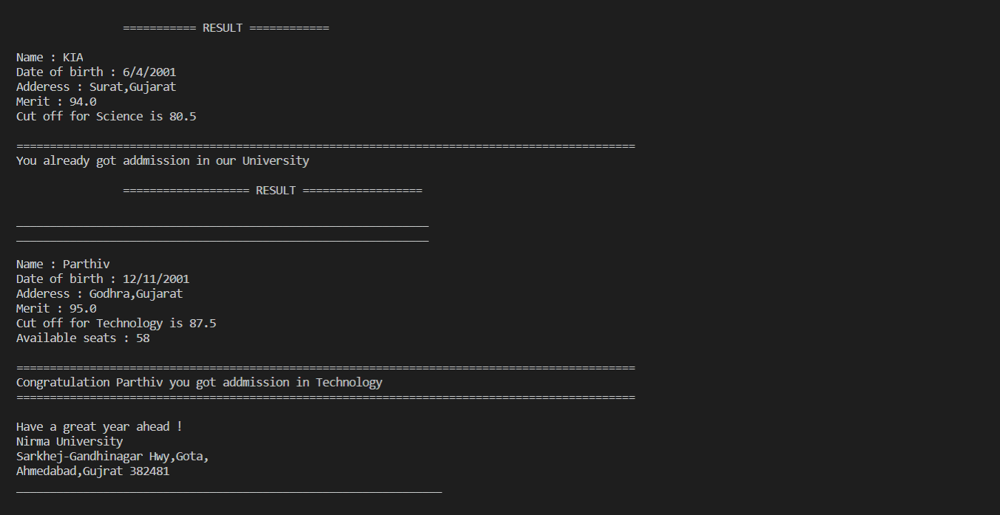 =========== RESULT ============
Name : KIA
Date of birth : 6/4/2001
Adderess : Surat,Gujarat
Merit : 94.0
Cut off for Science is 80.5
=============================================================================================
You already got addmission in our University
=================== RESULT ==================
______________________________________________________________
______________________________________________________________
Name : Parthiv
Date of birth : 12/11/2001
Adderess : Godhra,Gujarat
Merit : 95.0
Cut off for Technology is 87.5
Available seats : 58
=============================================================================================
Congratulation Parthiv you got addmission in Technology
=============================================================================================
Have a great year ahead !
Nirma University
Sarkhej-Gandhinagar Hwy,Gota,
Ahmedabad,Gujrat 382481
________________________________________________________________